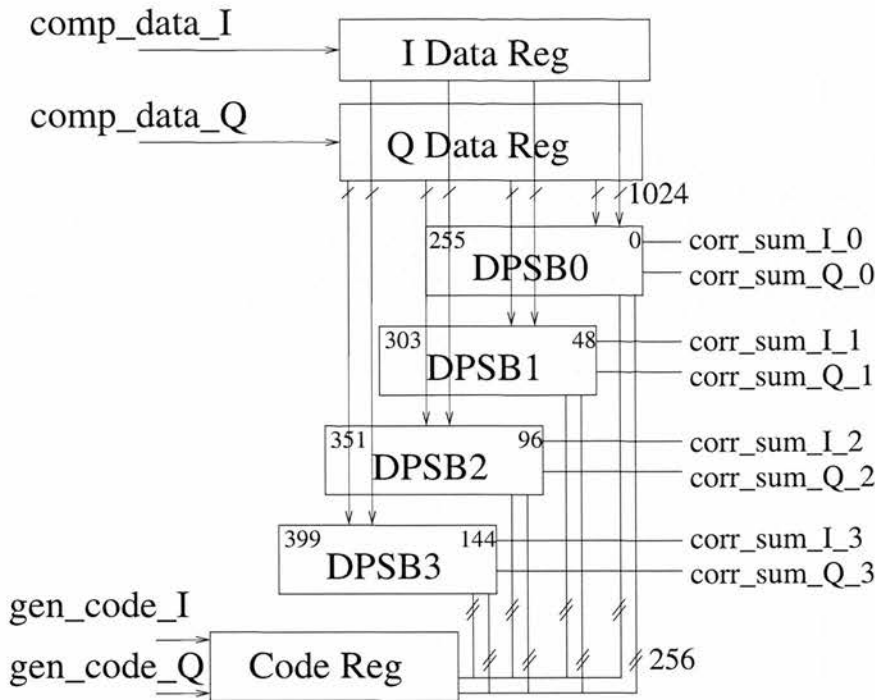 comp_data_I
I Data Reg
comp_data_Q
Q Data Reg
1024
255 0 corr_sum_I_0
DPSB0 corr_sum_Q_0
303 48 corr_sum_I_1
DPSB1 corr_sum_Q_1
351 96 corr_sum_I_2
DPSB2 corr_sum_Q_2
399 144 corr_sum_I_3
DPSB3 corr_sum_Q_3
gen_code_I
gen_code_Q Code Reg 256